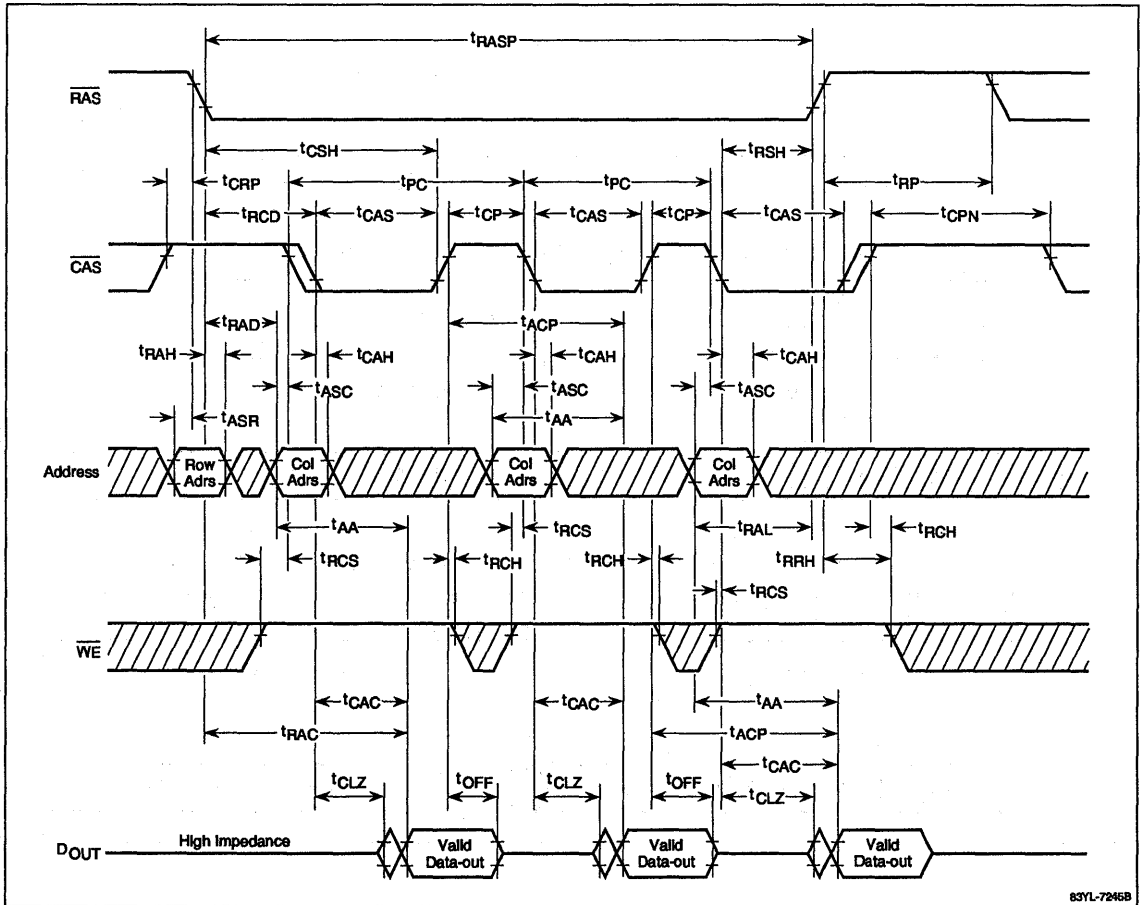 tRASP
RAS
tCSH
tRSH
tCRP
tPC
tPC
tRP
tRCD
tCAS
tCP
tCAS
tCP
tCAS
tCPN
CAS
tRAD
tACP
tRAH
tCAH
tCAH
tCAH
tASC
tASC
tASC
tASR
tAA
Address
Row Adrs
Col Adrs
Col Adrs
Col Adrs
tAA
tRCS
tRAL
tRCH
tRCS
tRCH
tRCH
tRRH
tRCS
WE
tCAC
tCAC
tAA
tRAC
tACP
tCAC
tCLZ
tOFF
tCLZ
tOFF
tCLZ
DOUT
High Impedance
Valid Data-out
Valid Data-out
Valid Data-out
83YL-7245B